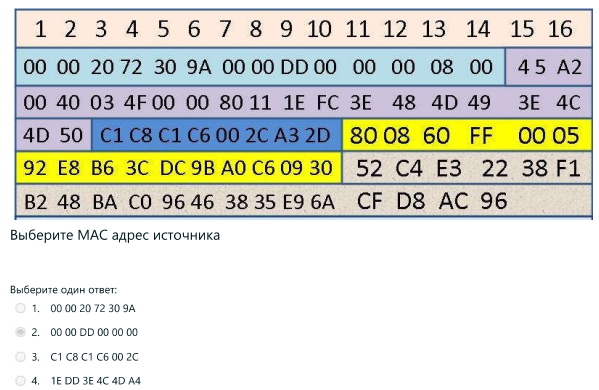 1 2 3 4 5 6 7 8 9 10 11 12 13 14 15 16
00 00 20 72 30 9A 00 00 DD 00 00 00 08 00 4 5 A2
00 40 03 4F 00 00 80 11 1E FC 3E 48 4D 49 3E 4C
4D 50 C1 C8 C1 C6 00 2C A3 2D 80 08 60 FF 00 05
92 E8 B6 3C DC 9B A0 C6 09 30 52 C4 E3 22 38 F1
B2 48 BA C0 96 46 38 35 E9 6A CF D8 AC 96
Выберите МАС адрес источника
Выберите один ответ:
1. 00 00 20 72 30 9A
2. 00 00 DD 00 00 00
3. C1 C8 C1 C6 00 2C
4. 1E DD 3E 4C 4D A4